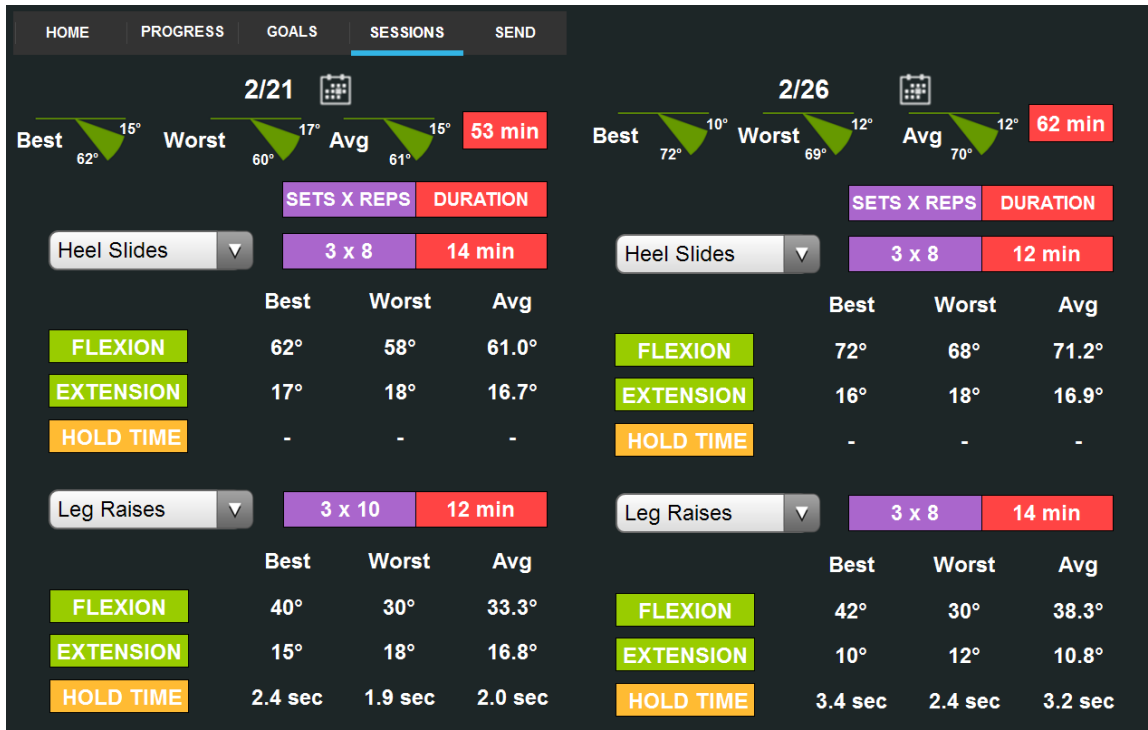 HOME PROGRESS GOALS SESSIONS SEND
2/21
Best 62° 15° Worst 60° 17° Avg 61° 15° 53 min
SETS X REPS DURATION
Heel Slides 3 x 8 14 min
Best Worst Avg
FLEXION 62° 58° 61.0°
EXTENSION 17° 18° 16.7°
HOLD TIME - - -
Leg Raises 3 x 10 12 min
Best Worst Avg
FLEXION 40° 30° 33.3°
EXTENSION 15° 18° 16.8°
HOLD TIME 2.4 sec 1.9 sec 2.0 sec
2/26
Best 72° 10° Worst 69° 12° Avg 70° 12° 62 min
SETS X REPS DURATION
Heel Slides 3 x 8 12 min
Best Worst Avg
FLEXION 72° 68° 71.2°
EXTENSION 16° 18° 16.9°
HOLD TIME - - -
Leg Raises 3 x 8 14 min
Best Worst Avg
FLEXION 42° 30° 38.3°
EXTENSION 10° 12° 10.8°
HOLD TIME 3.4 sec 2.4 sec 3.2 sec